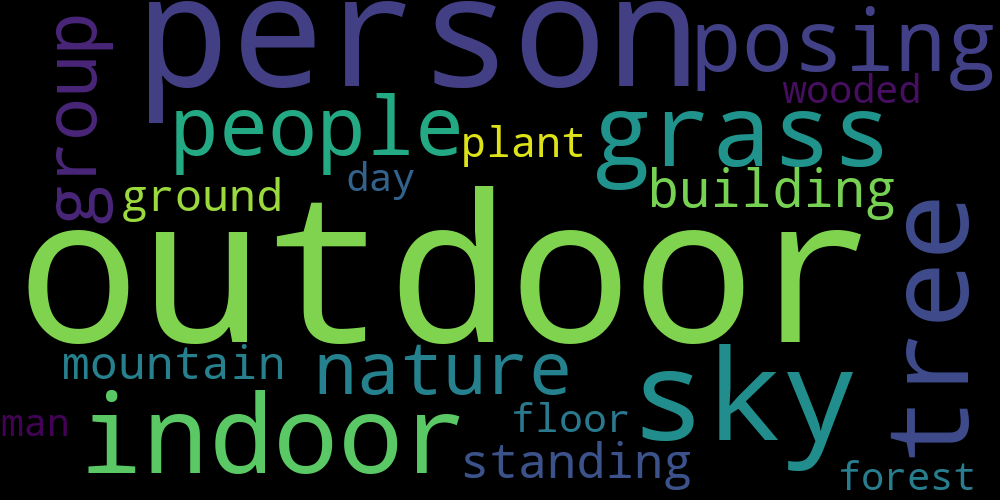 person
posing
group
wooded
people
plant
grass
day
ground
building
outdoor
tree
mountain
nature
sky
man
indoor
floor
standing
forest